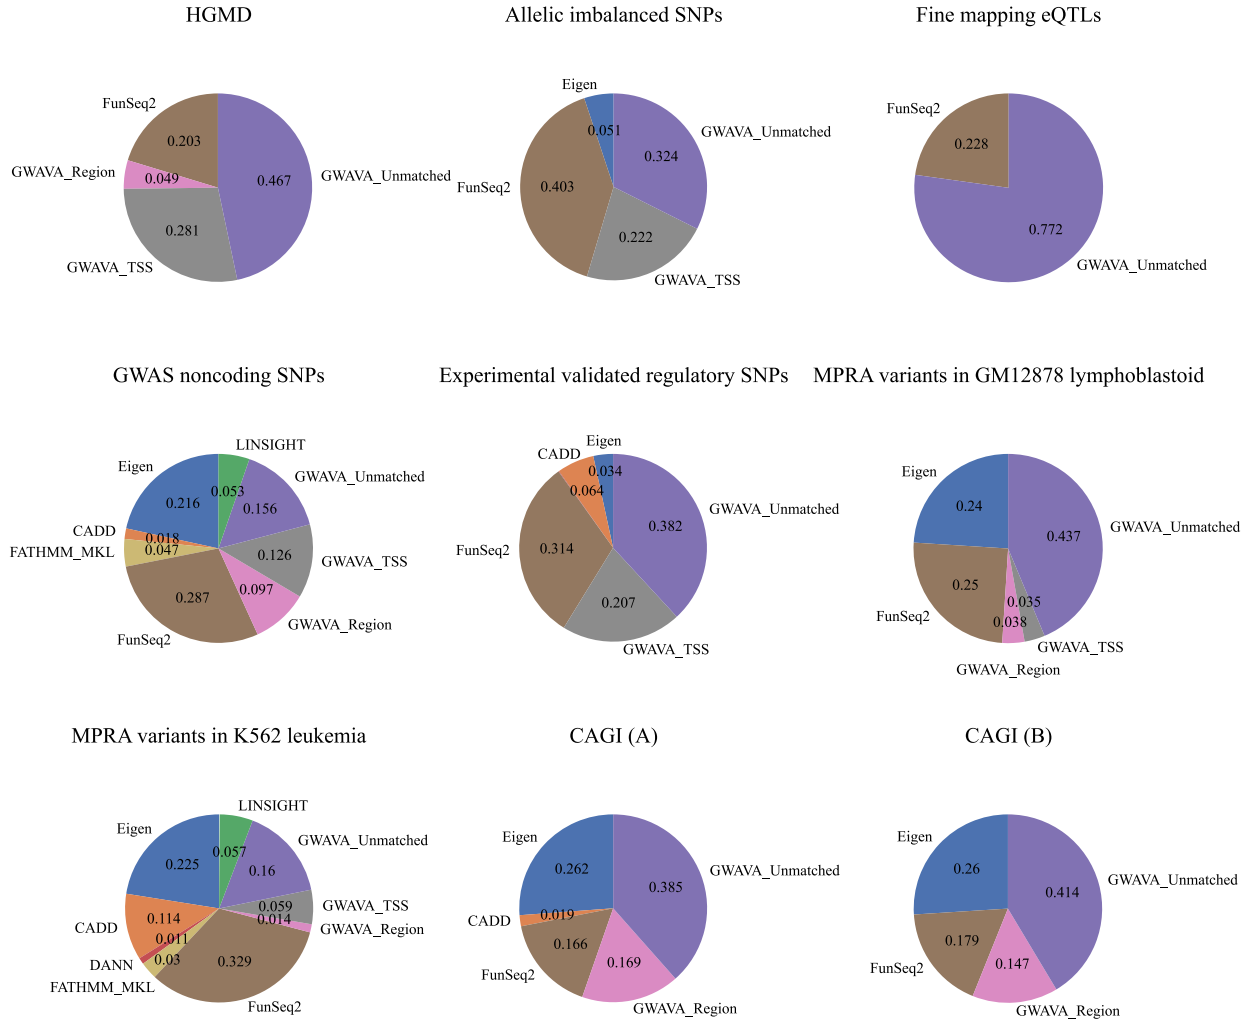 HGMD
FunSeq2
0.203
GWAVA_Region
0.049
0.467
GWAVA_Unmatched
0.281
GWAVA_TSS
Allelic imbalanced SNPs
Eigen
0.051
GWAVA_Unmatched
0.324
FunSeq2
0.403
0.222
GWAVA_TSS
Fine mapping eQTLs
FunSeq2
0.228
0.772
GWAVA_Unmatched
GWAS noncoding SNPs
LINSIGHT
Eigen
GWAVA_Unmatched
0.053
0.216
0.156
CADD
0.018
FATHMM_MKL
0.047
0.126
GWAVA_TSS
0.097
0.287
GWAVA_Region
FunSeq2
Experimental validated regulatory SNPs
Eigen
CADD
0.034
0.064
GWAVA_Unmatched
0.382
FunSeq2
0.314
0.207
GWAVA_TSS
MPRA variants in GM12878 lymphoblastoid
Eigen
0.24
GWAVA_Unmatched
0.437
0.25
0.035
FunSeq2
0.038
GWAVA_TSS
GWAVA_Region
MPRA variants in K562 leukemia
LINSIGHT
Eigen
GWAVA_Unmatched
0.057
0.225
0.16
0.059
GWAVA_TSS
0.114
0.014
CADD
GWAVA_Region
0.011
DANN
0.03
0.329
FATHMM_MKL
FunSeq2
CAGI (A)
Eigen
0.262
GWAVA_Unmatched
0.385
CADD
0.019
0.166
0.169
FunSeq2
GWAVA_Region
CAGI (B)
Eigen
0.26
GWAVA_Unmatched
0.414
0.179
FunSeq2
0.147
GWAVA_Region